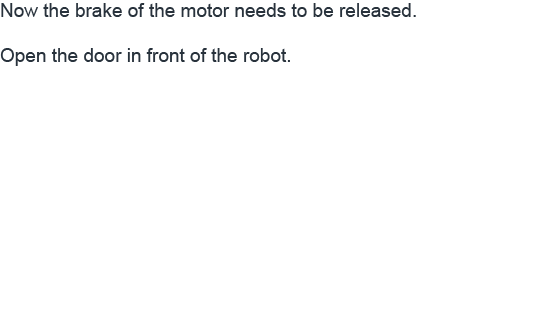 Now the brake of the motor needs to be released.
Open the door in front of the robot.